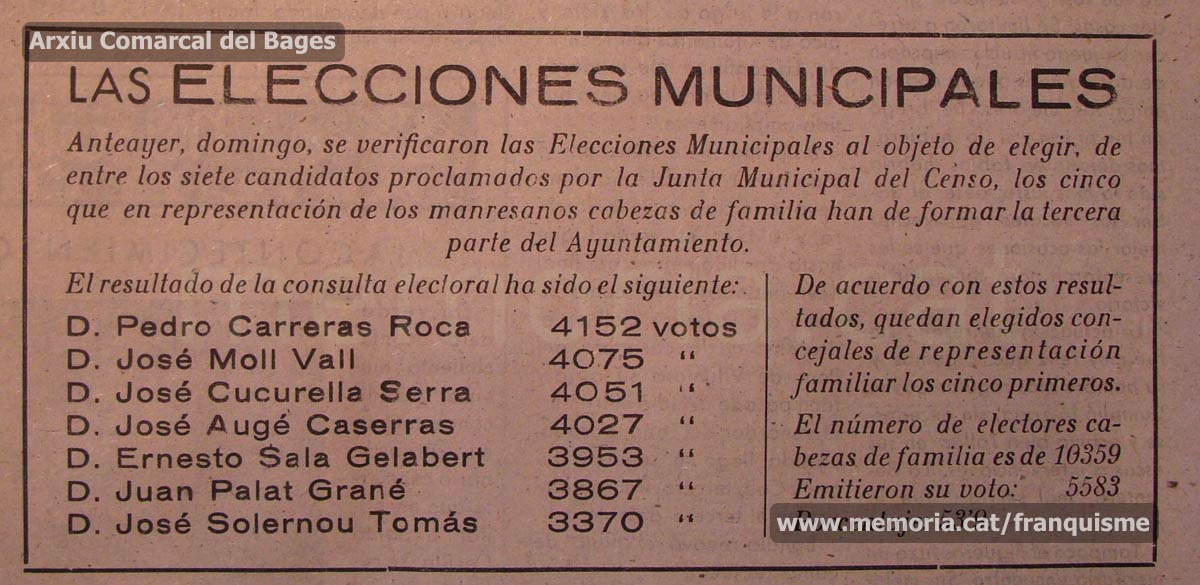 Arxiu Comarcal del Bages
LAS ELECCIONES MUNICIPALES
Anteayer, domingo, se verificaron las Elecciones Municipales al objeto de elegir, de
entre los siete candidatos proclamados por la Junta Municipal del Censo, los cinco
que en representación de los manresanos cabezas de familia han de formar la tercera
parte del Ayuntamiento.
El resultado de la consulta electoral ha sido el siguiente:
D. Pedro Carreras Roca 4152 votos
D. José Moll Vall 4075 “
D. José Cucurella Serra 4051 “
D. José Augé Caserras 4027 “
D. Ernesto Sala Gelabert 3953 “
D. Juan Palat Grané 3867 “
D. José Solernou Tomás 3370 “
De acuerdo con estos resul-
tados, quedan elegidos con-
cejales de representación
familiar los cinco primeros.
El número de electores ca-
bezas de familia es de 10359
Emitieron su voto: 5583
www.memoria.cat/franquisme